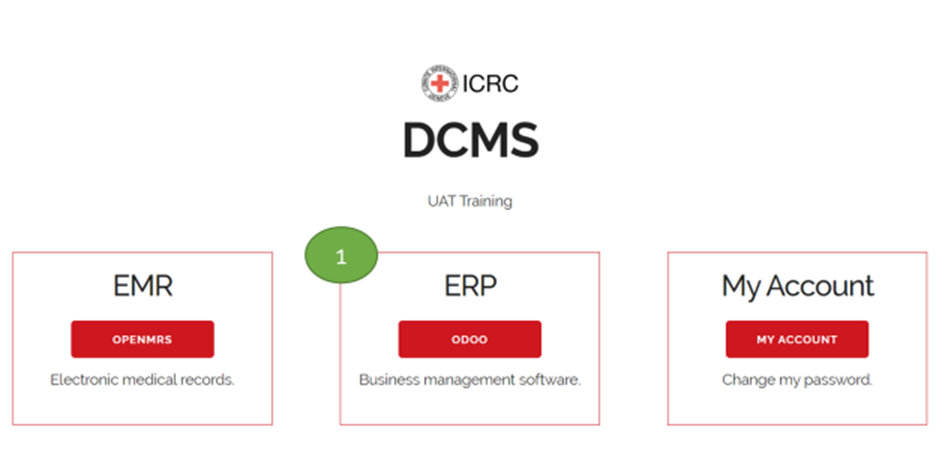 ICRC
DCMS
UAT Training
1
EMR
OPENMRS
Electronic medical records.
ERP
ODOO
Business management software.
My Account
MY ACCOUNT
Change my password.